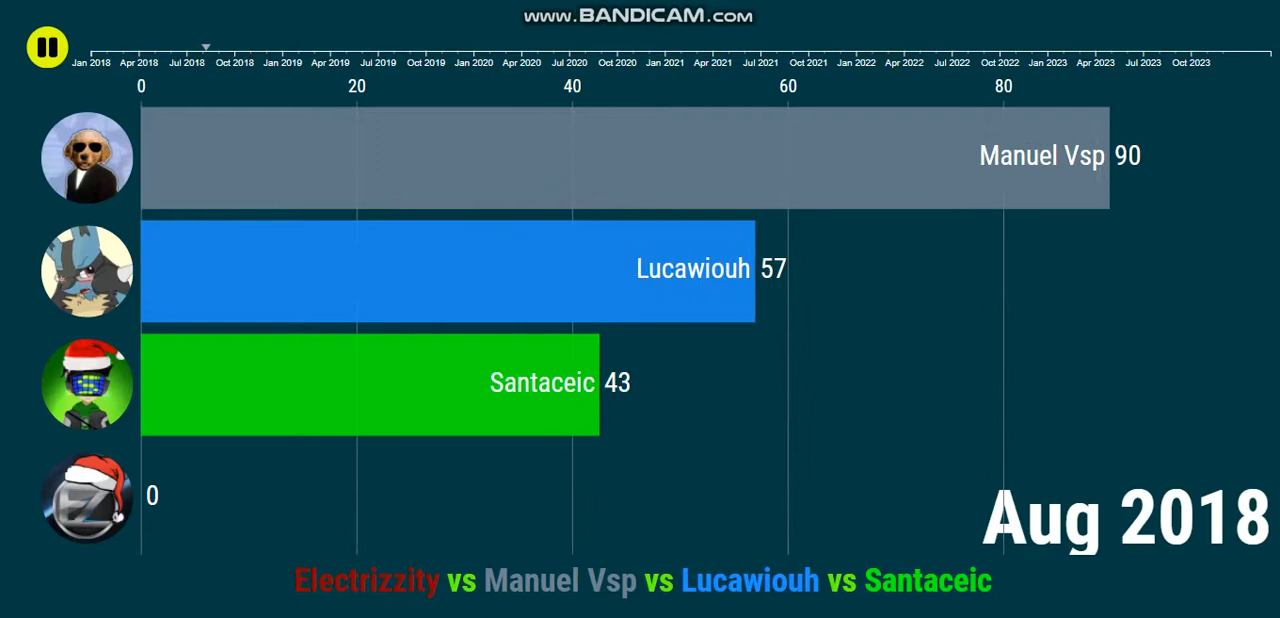 www.BANDICAM.com
Jan 2018 Apr 2018 Jul 2018 Oct 2018 Jan 2019 Apr 2019 Jul 2019 Oct 2019 Jan 2020 Apr 2020 Jul 2020 Oct 2020 Jan 2021 Apr 2021 Jul 2021 Oct 2021 Jan 2022 Apr 2022 Jul 2022 Oct 2022 Jan 2023 Apr 2023 Jul 2023 Oct 2023
0 20 40 60 80
Manuel Vsp 90
Lucawiouh 57
Santaceic 43
EZ
0
Aug 2018
Electrizzity vs Manuel Vsp vs Lucawiouh vs Santaceic